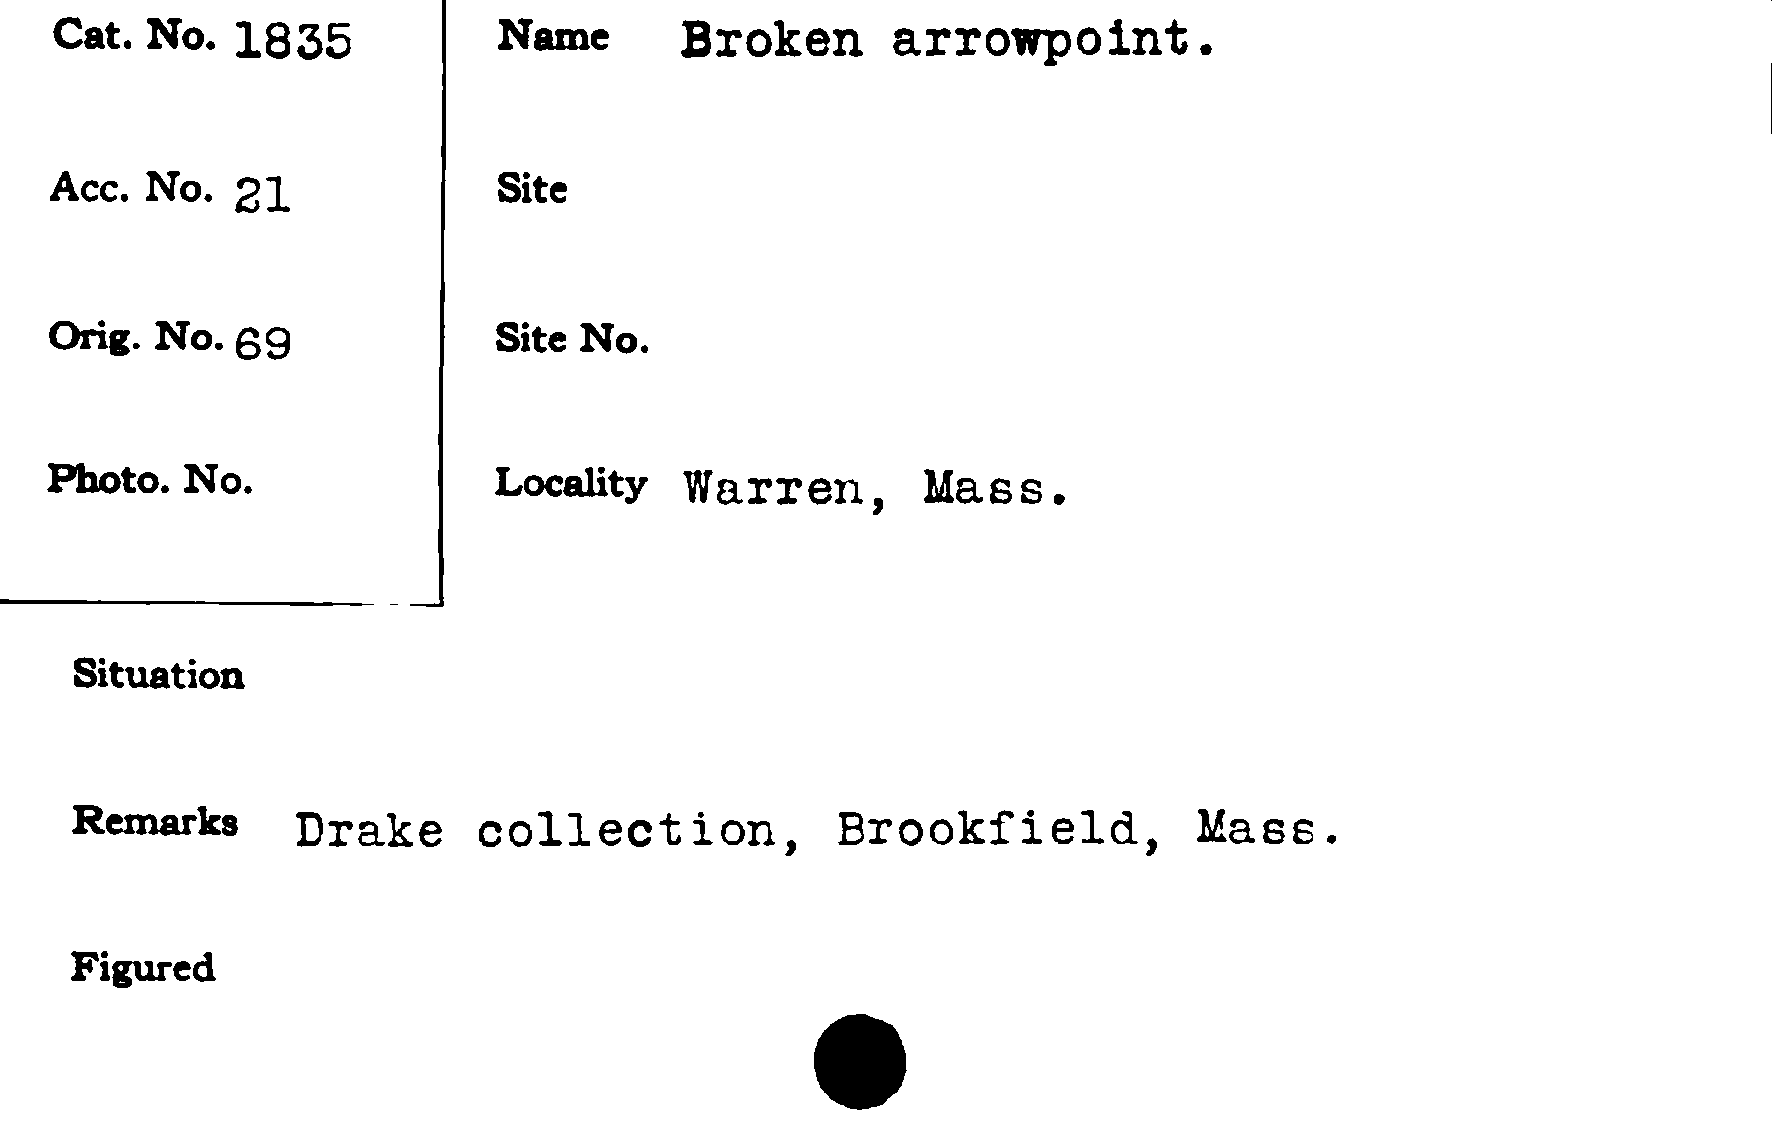 Cat. No. 1835
Name Broken arrowpoint.
Acc. No. 21
Site
Orig. No. 69
Site No.
Photo. No.
Locality Warren, Mass.
Situation
Remarks Drake collection, Brookfield, Mass.
Figured